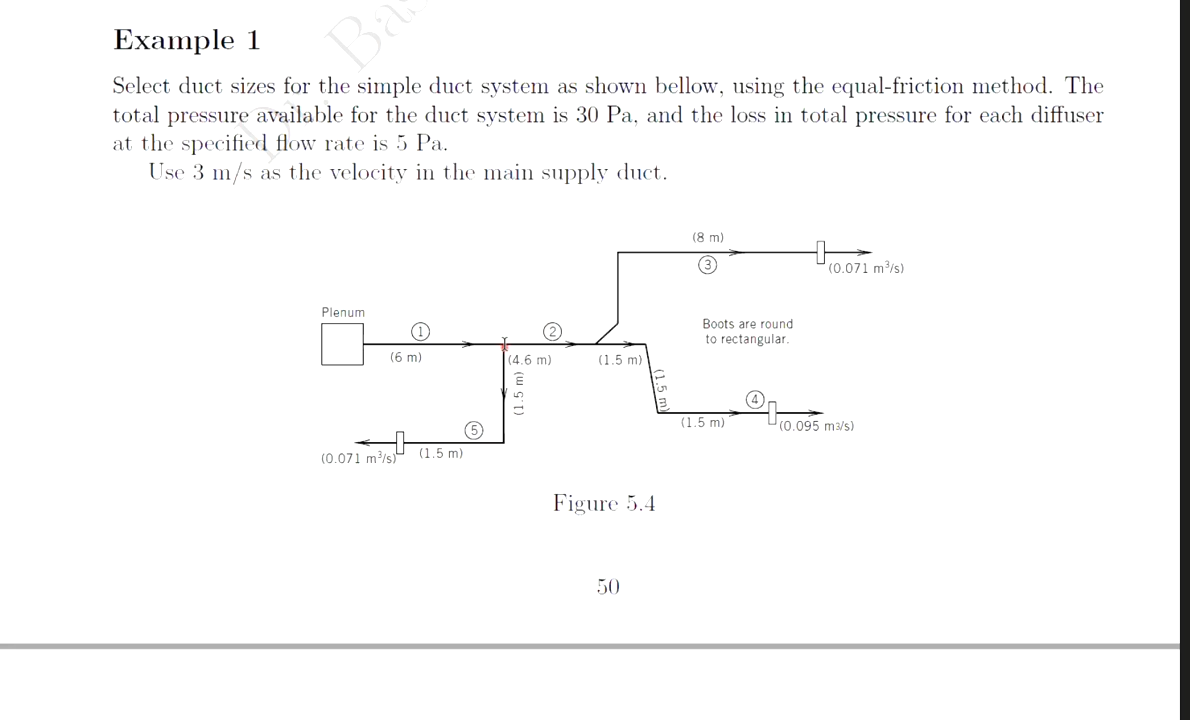 Example 1
Select duct sizes for the simple duct system as shown bellow, using the equal-friction method. The
total pressure available for the duct system is 30 Pa, and the loss in total pressure for each diffuser
at the specified flow rate is 5 Pa.
Use 3 m/s as the velocity in the main supply duct.
(8 m)
3
(0.071 m³/s)
Plenum
1
2
Boots are round
to rectangular.
(6 m)
(4.6 m)
(1.5 m)
(1.5 m)
(1.5 m)
4
(1.5 m)
(0.095 m3/s)
5
(0.071 m³/s)
(1.5 m)
Figure 5.4
50